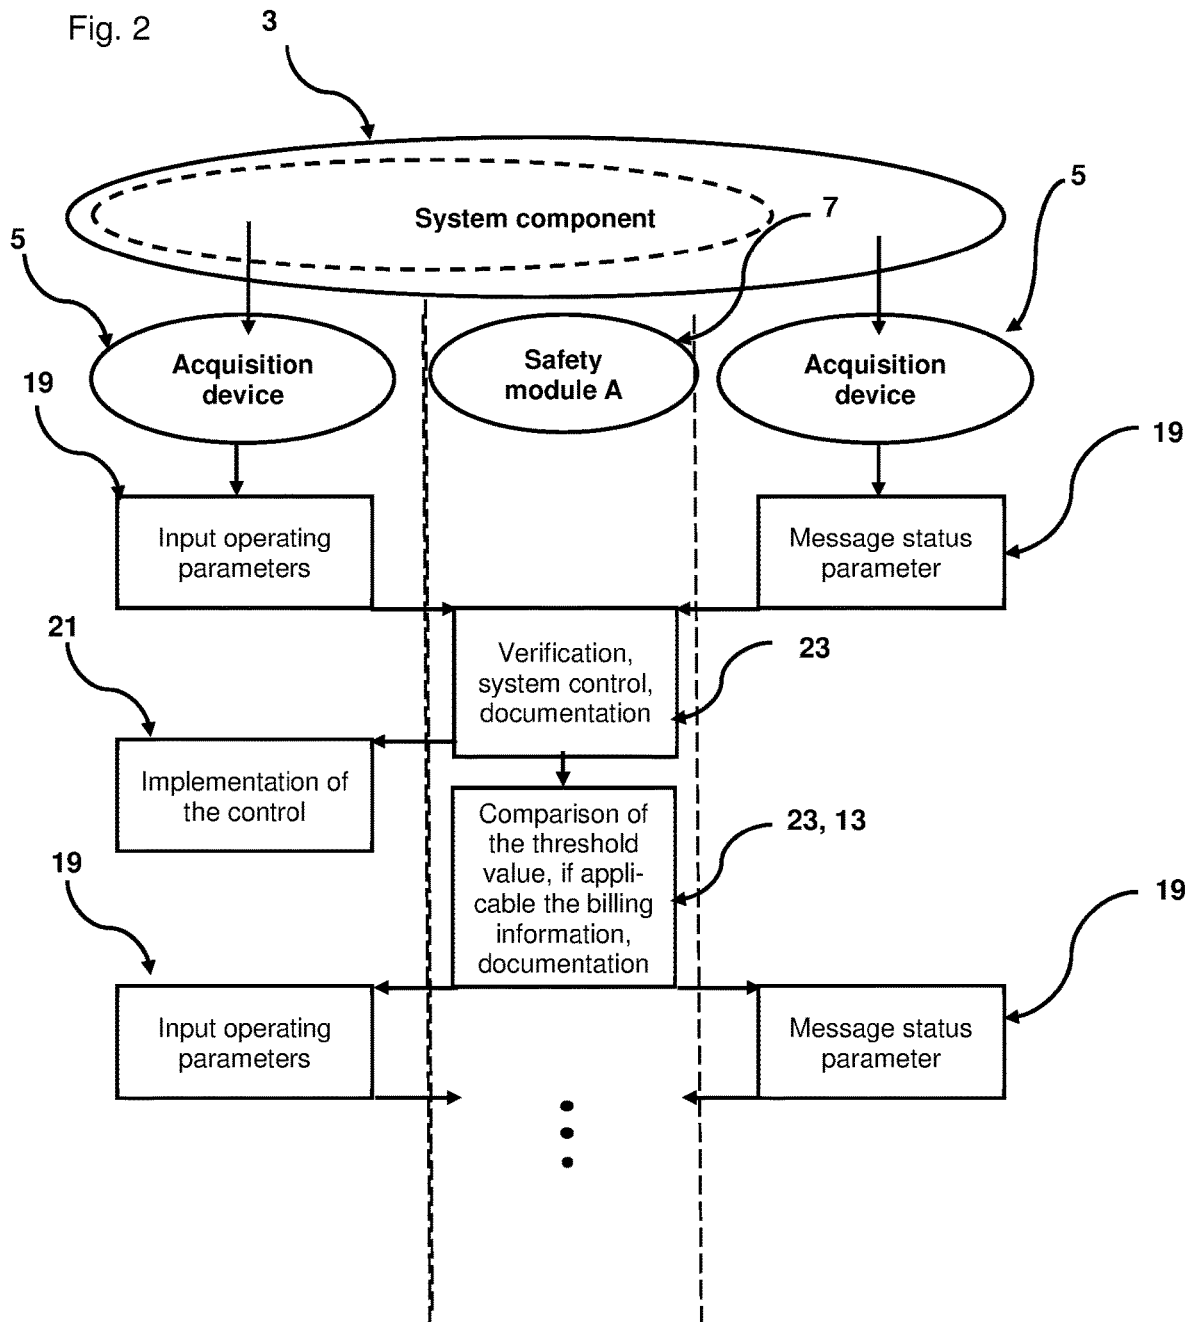 Fig. 2
3
System component
5
7
5
Acquisition
device
Safety
module A
Acquisition
device
19
19
Input operating
parameters
Message status
parameter
21
Verification,
system control,
documentation
23
Implementation of
the control
Comparison of
the threshold
value, if appli-
cable the billing
information,
documentation
23, 13
19
19
Input operating
parameters
Message status
parameter